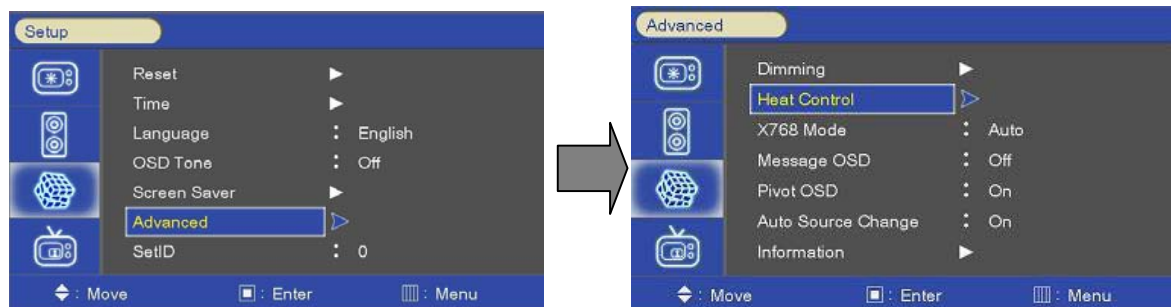 Setup
Reset
Time
Language : English
OSD Tone : Off
Screen Saver
Advanced
SetID : 0
: Move : Enter : Menu
Advanced
Dimming
Heat Control
X768 Mode : Auto
Message OSD : Off
Pivot OSD : On
Auto Source Change : On
Information
: Move : Enter : Menu